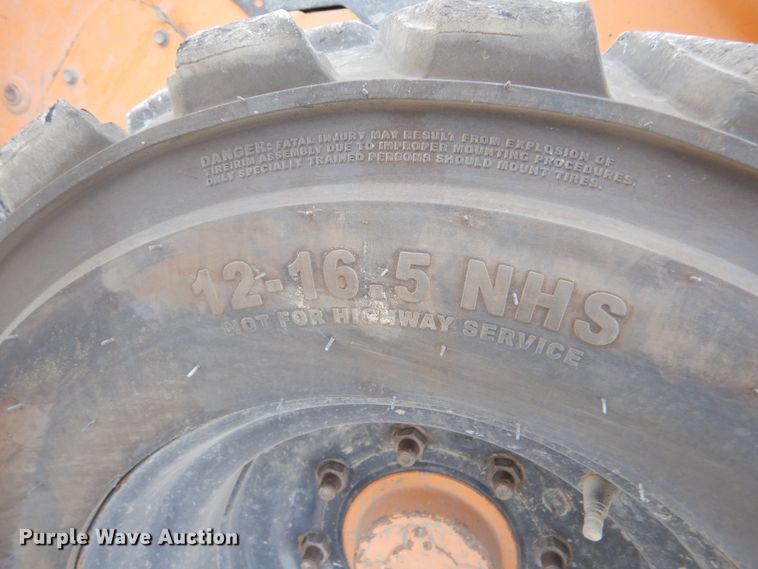 DANGER: FATAL INJURY MAY RESULT FROM EXPLOSION OF
TIRE/RIM ASSEMBLY DUE TO IMPROPER MOUNTING PROCEDURES.
ONLY SPECIALLY TRAINED PERSONS SHOULD MOUNT TIRES.
12-16.5 NHS
NOT FOR HIGHWAY SERVICE
Purple Wave Auction